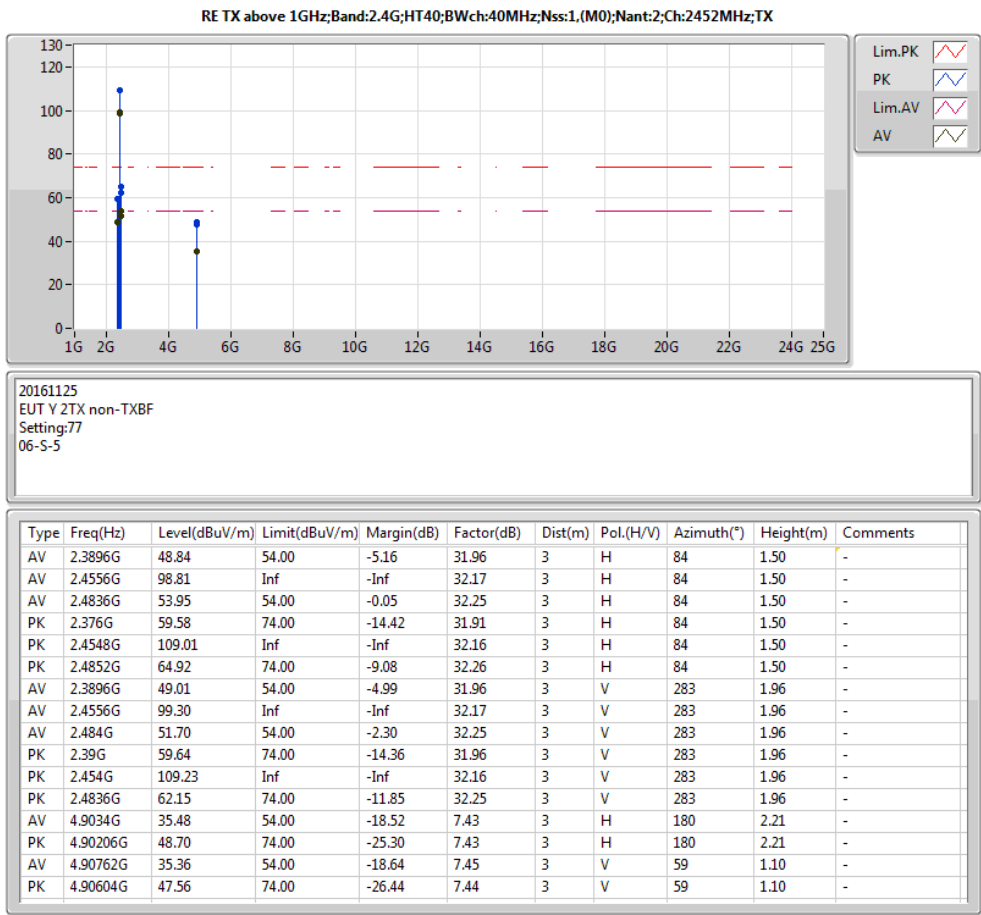 RE TX above 1GHz;Band:2.4G;HT40;BWch:40MHz;Nss:1,(M0);Nant:2;Ch:2452MHz;TX
130
120
100
80
60
40
20
0
1G 2G 4G 6G 8G 10G 12G 14G 16G 18G 20G 22G 24G 25G
Lim.PK
PK
Lim.AV
AV
20161125
EUT Y 2TX non-TXBF
Setting:77
06-S-5
Type Freq(Hz) Level(dBuV/m) Limit(dBuV/m) Margin(dB) Factor(dB) Dist(m) Pol.(H/V) Azimuth(°) Height(m) Comments
AV 2.3896G 48.84 54.00 -5.16 31.96 3 H 84 1.50 -
AV 2.4556G 98.81 Inf -Inf 32.17 3 H 84 1.50 -
AV 2.4836G 53.95 54.00 -0.05 32.25 3 H 84 1.50 -
PK 2.376G 59.58 74.00 -14.42 31.91 3 H 84 1.50 -
PK 2.4548G 109.01 Inf -Inf 32.16 3 H 84 1.50 -
PK 2.4852G 64.92 74.00 -9.08 32.26 3 H 84 1.50 -
AV 2.3896G 49.01 54.00 -4.99 31.96 3 V 283 1.96 -
AV 2.4556G 99.30 Inf -Inf 32.17 3 V 283 1.96 -
AV 2.484G 51.70 54.00 -2.30 32.25 3 V 283 1.96 -
PK 2.39G 59.64 74.00 -14.36 31.96 3 V 283 1.96 -
PK 2.454G 109.23 Inf -Inf 32.16 3 V 283 1.96 -
PK 2.4836G 62.15 74.00 -11.85 32.25 3 V 283 1.96 -
AV 4.9034G 35.48 54.00 -18.52 7.43 3 H 180 2.21 -
PK 4.90206G 48.70 74.00 -25.30 7.43 3 H 180 2.21 -
AV 4.90762G 35.36 54.00 -18.64 7.45 3 V 59 1.10 -
PK 4.90604G 47.56 74.00 -26.44 7.44 3 V 59 1.10 -